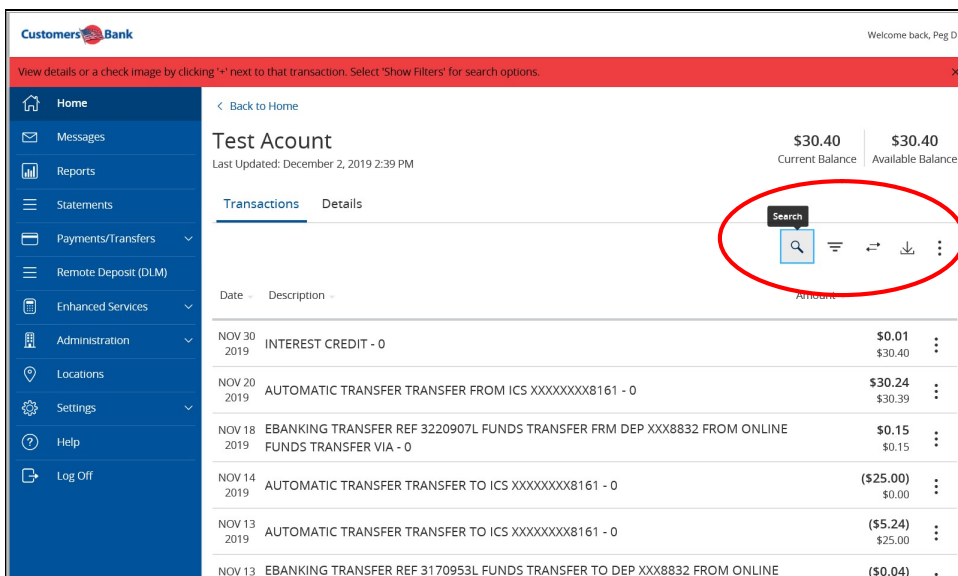 Customers Bank
Welcome back, Peg D
View details or a check image by clicking '+' next to that transaction. Select 'Show Filters' for search options.
Home
Messages
Reports
Statements
Payments/Transfers
Remote Deposit (DLM)
Enhanced Services
Administration
Locations
Settings
Help
Log Off
Back to Home
Test Acount
Last Updated: December 2, 2019 2:39 PM
$30.40
Current Balance
$30.40
Available Balance
Transactions Details
Search
Date Description Amount
NOV 30 2019 INTEREST CREDIT - 0 $0.01
$30.40
NOV 20 2019 AUTOMATIC TRANSFER TRANSFER FROM ICS XXXXXXXX8161 - 0 $30.24
$30.39
NOV 18 2019 EBANKING TRANSFER REF 3220907L FUNDS TRANSFER FRM DEP XXX8832 FROM ONLINE
FUNDS TRANSFER VIA - 0 $0.15
$0.15
NOV 14 2019 AUTOMATIC TRANSFER TRANSFER TO ICS XXXXXXXX8161 - 0 ($25.00)
$0.00
NOV 13 2019 AUTOMATIC TRANSFER TRANSFER TO ICS XXXXXXXX8161 - 0 ($5.24)
$25.00
NOV 13 EBANKING TRANSFER REF 3170953L FUNDS TRANSFER TO DEP XXX8832 FROM ONLINE ($0.04)